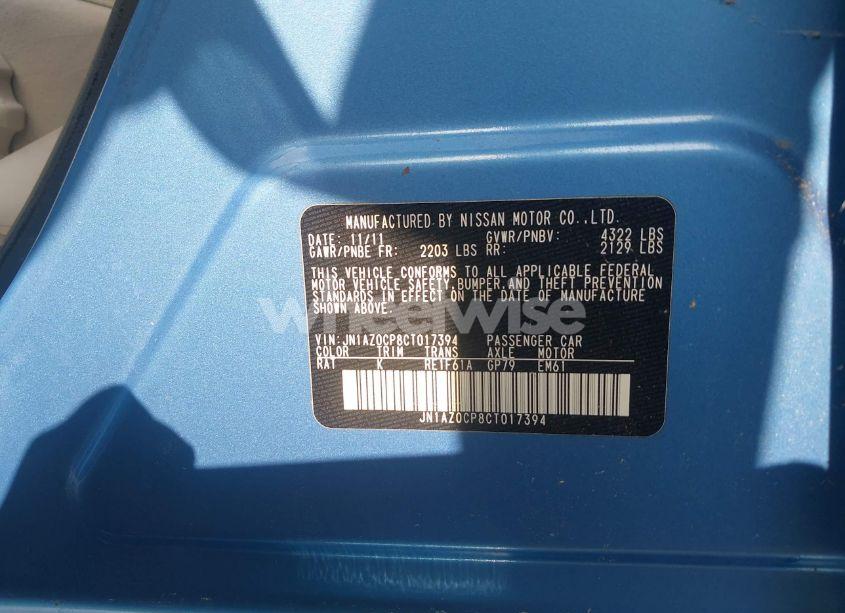 MANUFACTURED BY NISSAN MOTOR CO.,LTD.
DATE: 11/11 GVWR/PNBV: 4322 LBS
GAWR/PNBE FR: 2203 LBS RR: 2129 LBS
THIS VEHICLE CONFORMS TO ALL APPLICABLE FEDERAL
MOTOR VEHICLE SAFETY,BUMPER,AND THEFT PREVENTION
STANDARDS IN EFFECT ON THE DATE OF MANUFACTURE
SHOWN ABOVE.
wheelwise
VIN:JN1AZ0CP8CT017394 PASSENGER CAR
COLOR TRIM TRANS AXLE MOTOR
RAT K RE1F61A GP79 EM61
JN1AZ0CP8CT017394